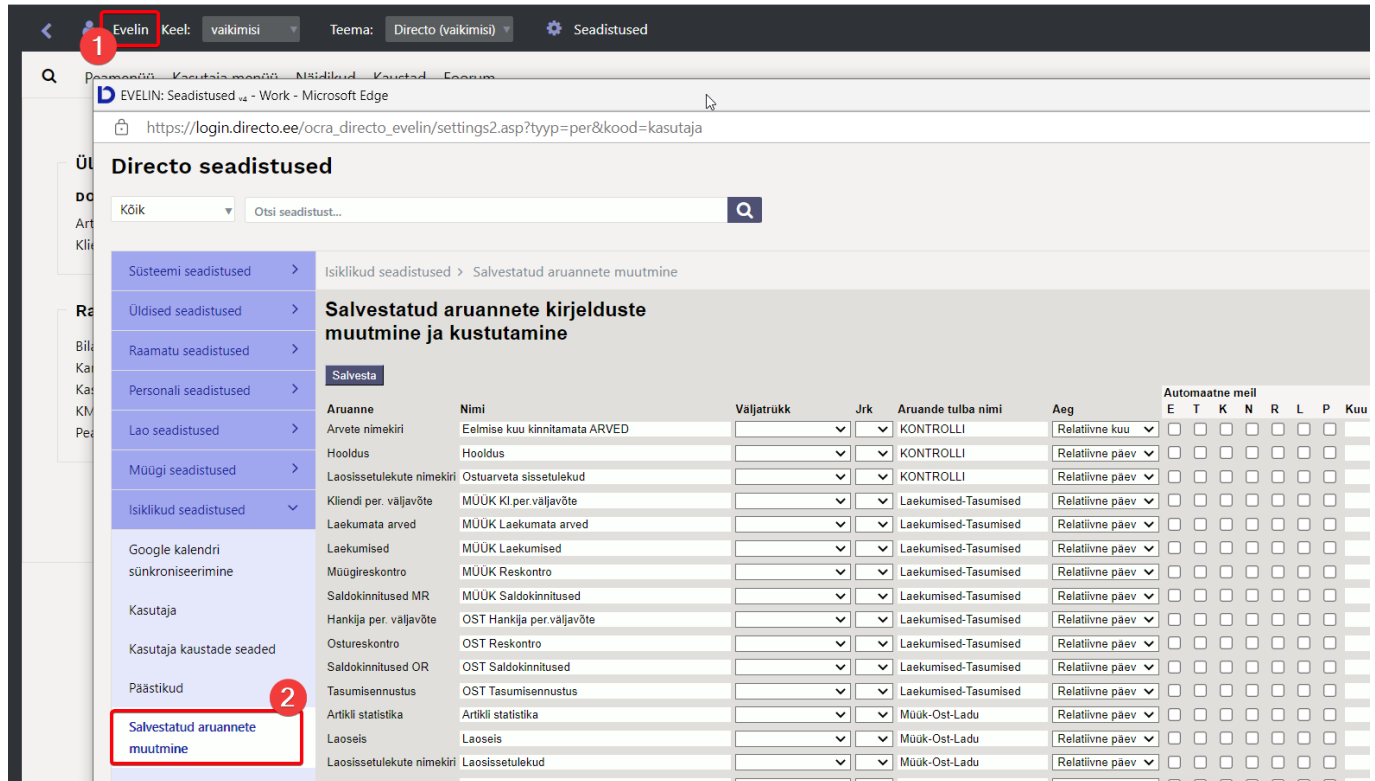 Evelin Keel: vaikimisi Teema: Directo (vaikimisi) Seadistused
1
Peamenüü Kasutaja menüü Näidikud Kaustad Foorum
EVELIN: Seadistused v4 - Work - Microsoft Edge
https://login.directo.ee/ocra_directo_evelin/settings2.asp?tyyp=per&kood=kasutaja
Directo seadistused
Kõik Otsi seadistust...
Süsteemi seadistused
Üldised seadistused
Raamatu seadistused
Personali seadistused
Lao seadistused
Müügi seadistused
Isiklikud seadistused
Google kalendri
sünkroniseerimine
Kasutaja
Kasutaja kaustade seaded
Päästikud
2
Salvestatud aruannete
muutmine
Isiklikud seadistused > Salvestatud aruannete muutmine
Salvestatud aruannete kirjelduste
muutmine ja kustutamine
Salvesta
Automaatne meil
Aruanne Nimi Väljatrükk Jrk Aruande tulba nimi Aeg E T K N R L P Kuu
Arvete nimekiri Eelmise kuu kinnitamata ARVED KONTROLLI Relatiivne kuu
Hooldus Hooldus KONTROLLI Relatiivne päev
Laosissetulekute nimekiri Ostuarveta sissetulekud KONTROLLI Relatiivne päev
Kliendi per. väljavõte MÜÜK Kl.per.väljavõte Laekumised-Tasumised Relatiivne päev
Laekumata arved MÜÜK Laekumata arved Laekumised-Tasumised Relatiivne päev
Laekumised MÜÜK Laekumised Laekumised-Tasumised Relatiivne päev
Müügireskontro MÜÜK Reskontro Laekumised-Tasumised Relatiivne päev
Saldokinnitused MR MÜÜK Saldokinnitused Laekumised-Tasumised Relatiivne päev
Hankija per. väljavõte OST Hankija per.väljavõte Laekumised-Tasumised Relatiivne päev
Ostureskontro OST Reskontro Laekumised-Tasumised Relatiivne päev
Saldokinnitused OR OST Saldokinnitused Laekumised-Tasumised Relatiivne päev
Tasumisennustus OST Tasumisennustus Laekumised-Tasumised Relatiivne päev
Artikli statistika Artikli statistika Müük-Ost-Ladu Relatiivne päev
Laoseis Laoseis Müük-Ost-Ladu Relatiivne päev
Laosissetulekute nimekiri Laosissetulekud Müük-Ost-Ladu Relatiivne päev